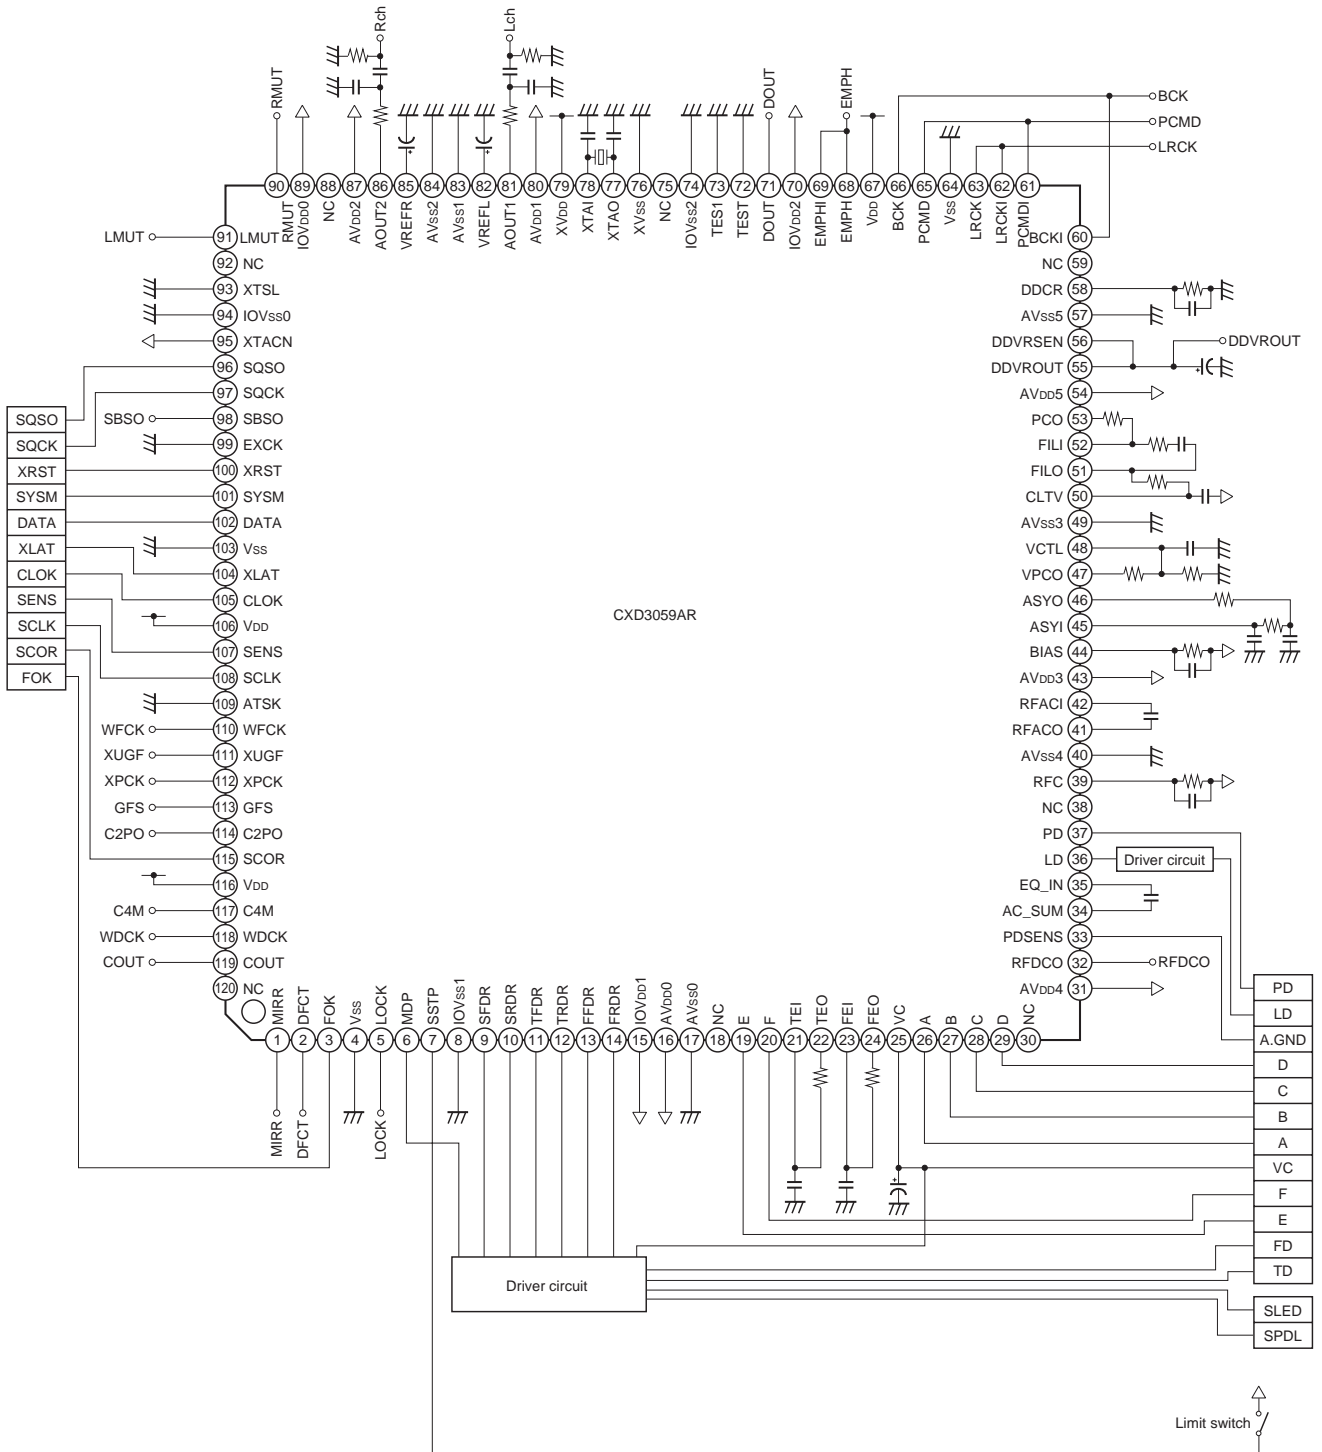 Rch
Lch
RMUT
DOUT
EMPH
BCK
PCMD
LRCK
90 89 88 87 86 85 84 83 82 81 80 79 78 77 76 75 74 73 72 71 70 69 68 67 66 65 64 63 62 61
RMUT
IOVDD0
NC
AVDD2
AOUT2
VREFR
AVSS2
AVSS1
VREFL
AOUT1
AVDD1
XVDD
XTAI
XTAO
XVSS
NC
IOVSS2
TES1
TEST
DOUT
IOVDD2
EMPHI
EMPH
VDD
BCK
PCMD
VSS
LRCK
LRCKI
PCMDI
LMUT 91 LMUT
92 NC
93 XTSL
94 IOVSS0
95 XTACN
96 SQSO
97 SQCK
SBSO 98 SBSO
99 EXCK
100 XRST
101 SYSM
102 DATA
103 VSS
104 XLAT
105 CLOK
106 VDD
107 SENS
108 SCLK
109 ATSK
WFCK 110 WFCK
XUGF 111 XUGF
XPCK 112 XPCK
GFS 113 GFS
C2PO 114 C2PO
115 SCOR
116 VDD
C4M 117 C4M
WDCK 118 WDCK
COUT 119 COUT
120 NC
SQSO
SQCK
XRST
SYSM
DATA
XLAT
CLOK
SENS
SCLK
SCOR
FOK
CXD3059AR
BCKI 60
NC 59
DDCR 58
AVSS5 57
DDVRSEN 56
DDVROUT
DDVROUT 55
AVDD5 54
PCO 53
FILI 52
FILO 51
CLTV 50
AVSS3 49
VCTL 48
VPCO 47
ASYO 46
ASYI 45
BIAS 44
AVDD3 43
RFACI 42
RFACO 41
AVSS4 40
RFC 39
NC 38
PD 37
LD 36 Driver circuit
EQ_IN 35
AC_SUM 34
PDSENS 33
RFDCO 32 RFDCO
AVDD4 31
MIRR
DFCT
FOK
VSS
LOCK
MDP
SSTP
IOVSS1
SFDR
SRDR
TFDR
TRDR
FFDR
FRDR
IOVDD1
AVDD0
AVSS0
NC
E
F
TEI
TEO
FEI
FEO
VC
A
B
C
D
NC
1 2 3 4 5 6 7 8 9 10 11 12 13 14 15 16 17 18 19 20 21 22 23 24 25 26 27 28 29 30
MIRR
DFCT
LOCK
PD
LD
A.GND
D
C
B
A
VC
F
E
FD
TD
SLED
SPDL
Driver circuit
Limit switch